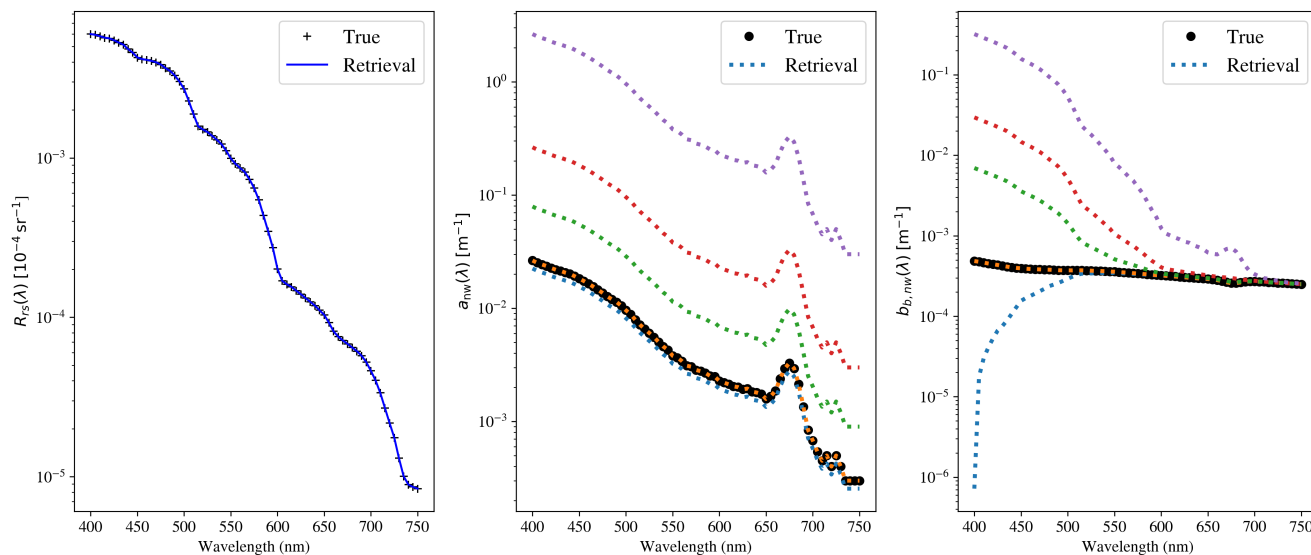 True
Retrieval
10⁻³
10⁻⁴
10⁻⁵
R_rs(λ) [10⁻⁴ sr⁻¹]
400 450 500 550 600 650 700 750
Wavelength (nm)
True
Retrieval
10⁰
10⁻¹
10⁻²
10⁻³
a_nw(λ) [m⁻¹]
400 450 500 550 600 650 700 750
Wavelength (nm)
True
Retrieval
10⁻¹
10⁻²
10⁻³
10⁻⁴
10⁻⁵
10⁻⁶
b_b,nw(λ) [m⁻¹]
400 450 500 550 600 650 700 750
Wavelength (nm)